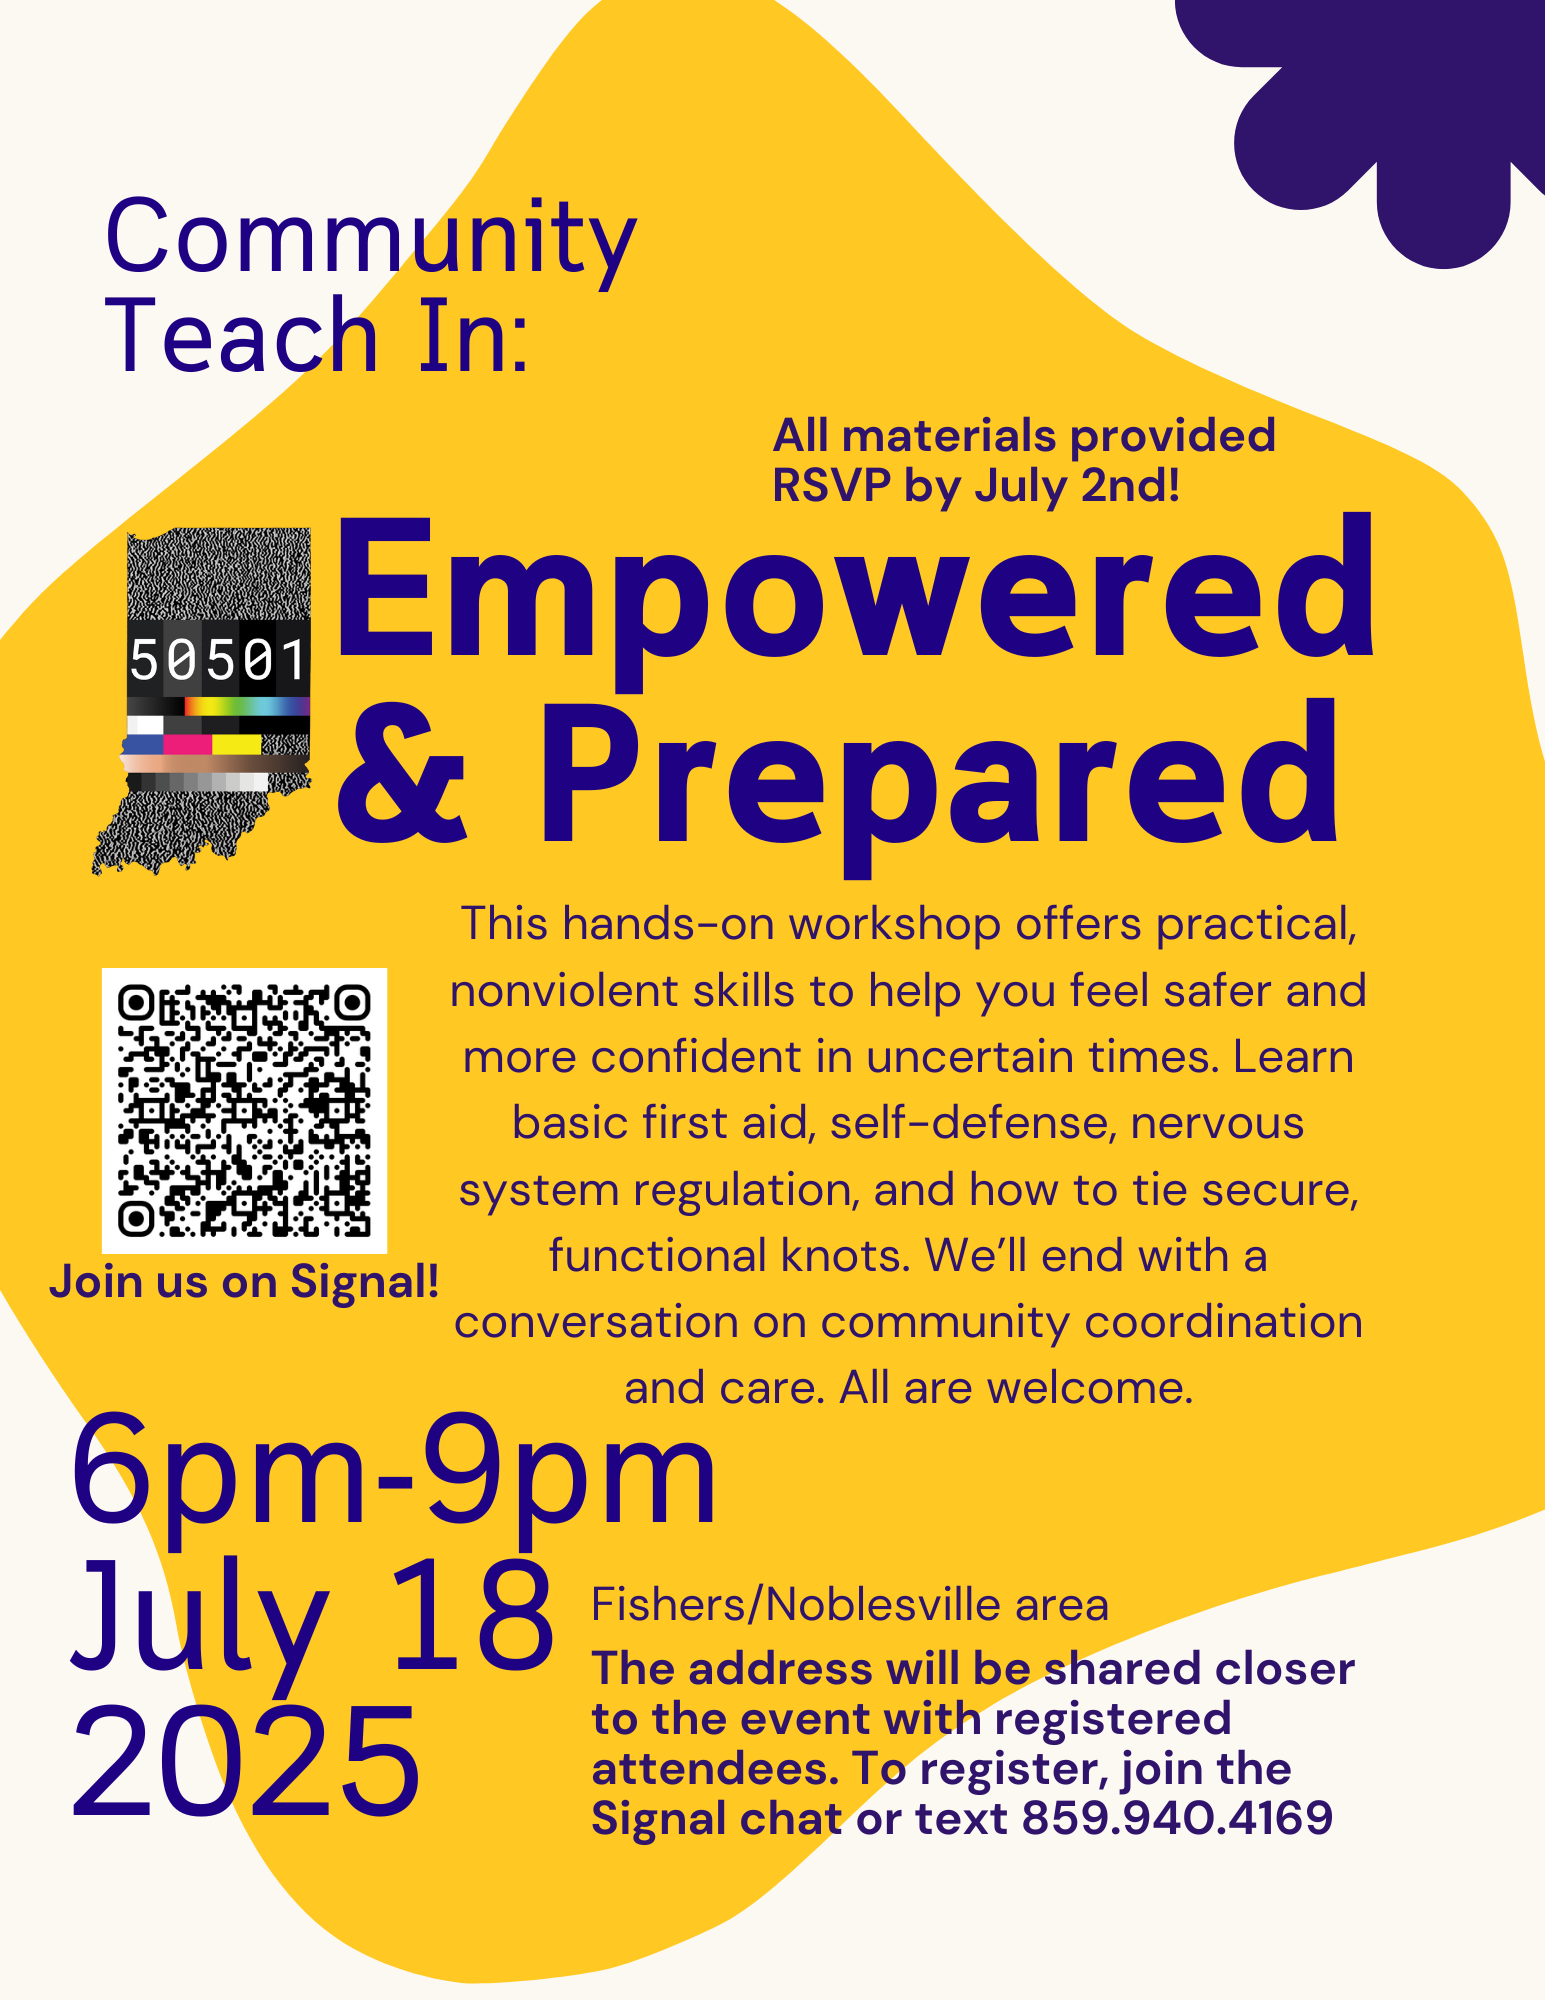 Community
Teach In:
All materials provided
RSVP by July 2nd!
Empowered
& Prepared
50501
This hands-on workshop offers practical,
nonviolent skills to help you feel safer and
more confident in uncertain times. Learn
basic first aid, self-defense, nervous
system regulation, and how to tie secure,
functional knots. We’ll end with a
conversation on community coordination
and care. All are welcome.
Join us on Signal!
6pm-9pm
July 18
2025
Fishers/Noblesville area
The address will be shared closer
to the event with registered
attendees. To register, join the
Signal chat or text 859.940.4169